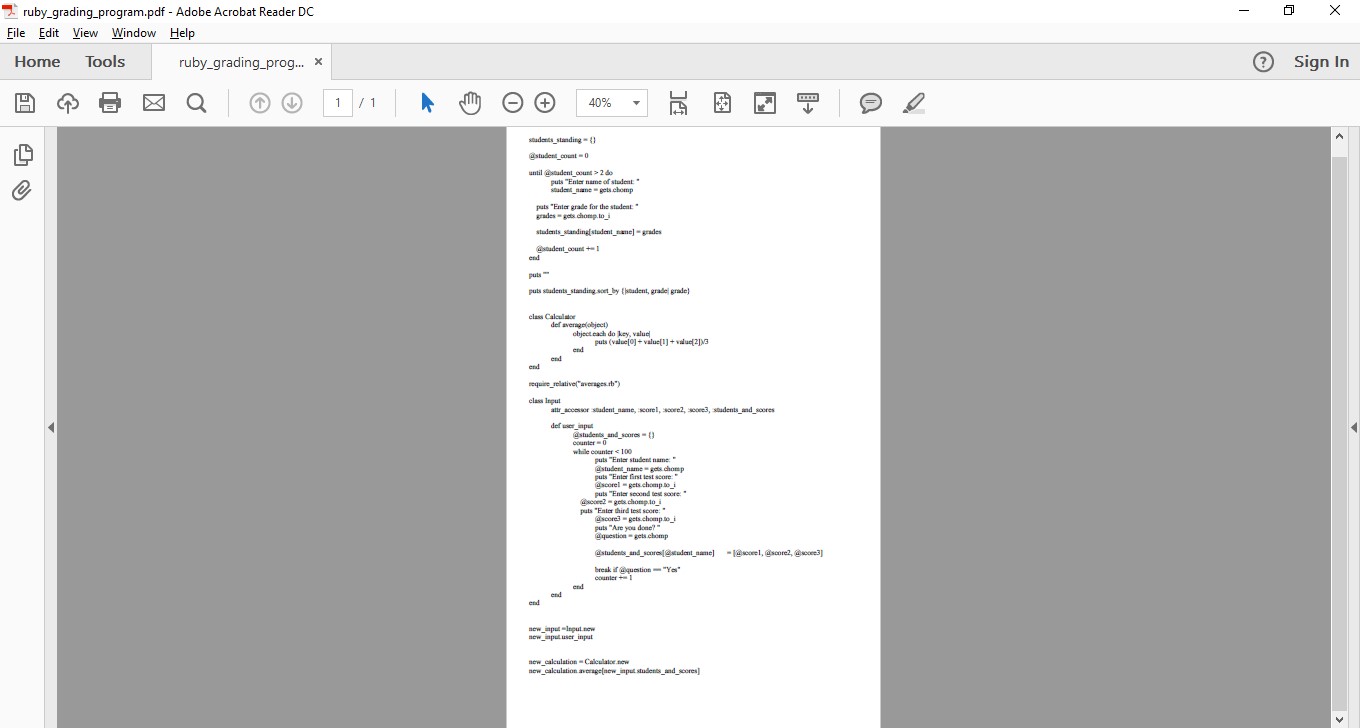 ruby_grading_program.pdf - Adobe Acrobat Reader DC
File Edit View Window Help
Home Tools ruby_grading_prog... × ? Sign In
1 / 1 40%
students_standing = {}
@student_count = 0
until @student_count > 2 do
puts "Enter name of student: "
student_name = gets.chomp
puts "Enter grade for the student: "
grades = gets.chomp.to_i
students_standing[student_name] = grades
@student_count += 1
end
puts ""
puts students_standing.sort_by {|student, grade| grade}
class Calculator
def average(object)
object.each do |key, value|
puts (value[0] + value[1] + value[2])/3
end
end
end
require_relative("averages.rb")
class Input
attr_accessor :student_name, :score1, :score2, :score3, :students_and_scores
def user_input
@students_and_scores = {}
counter = 0
while counter < 100
puts "Enter student name: "
@student_name = gets.chomp
puts "Enter first test score: "
@score1 = gets.chomp.to_i
puts "Enter second test score: "
@score2 = gets.chomp.to_i
puts "Enter third test score: "
@score3 = gets.chomp.to_i
puts "Are you done? "
@question = gets.chomp
@students_and_scores[@student_name] = [@score1, @score2, @score3]
break if @question == "Yes"
counter += 1
end
end
end
new_input =Input.new
new_input.user_input
new_calculation = Calculator.new
new_calculation.average[new_input.students_and_scores]